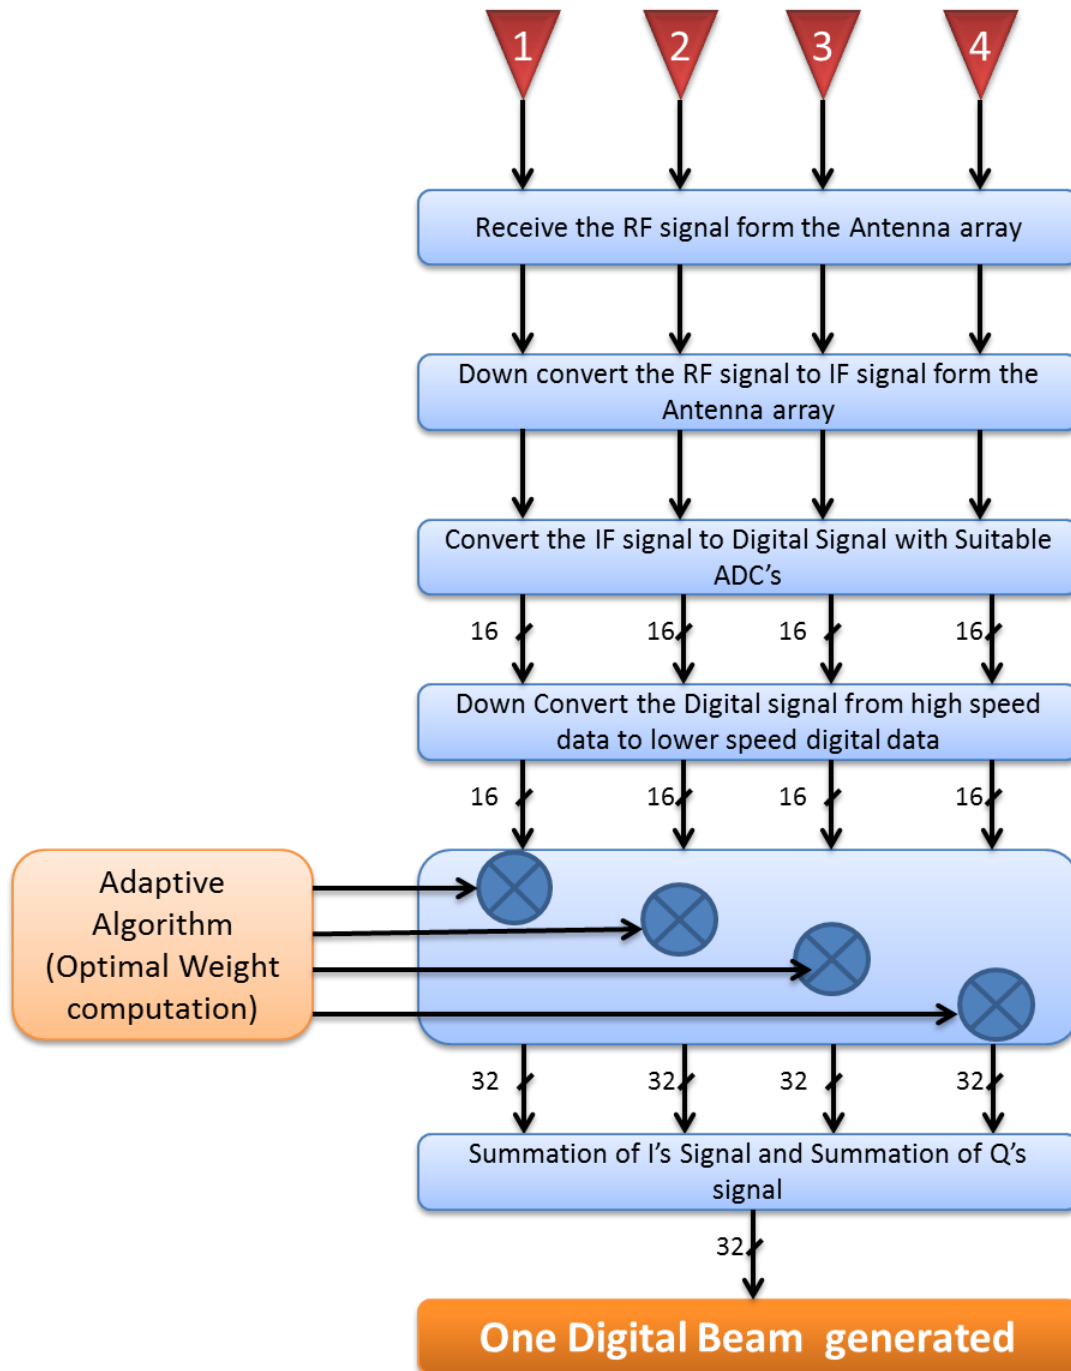 1 2 3 4
Receive the RF signal form the Antenna array
Down convert the RF signal to IF signal form the
Antenna array
Convert the IF signal to Digital Signal with Suitable
ADC's
16 16 16 16
Down Convert the Digital signal from high speed
data to lower speed digital data
16 16 16 16
Adaptive
Algorithm
(Optimal Weight
computation)
32 32 32 32
Summation of I's Signal and Summation of Q's
signal
32
One Digital Beam generated